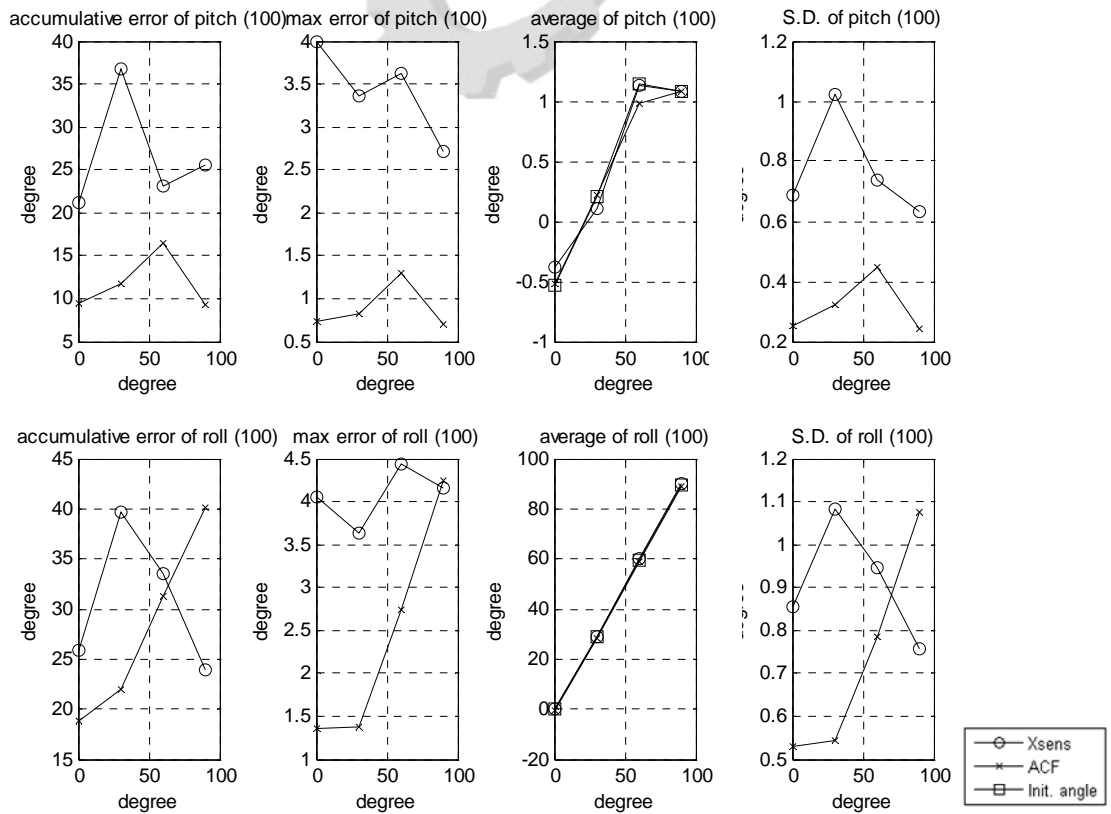 accumulative error of pitch (100)
max error of pitch (100)
average of pitch (100)
S.D. of pitch (100)
40
35
30
25
20
15
10
5
degree
0 50 100
degree
4
3.5
3
2.5
2
1.5
1
0.5
degree
0 50 100
degree
1.5
1
0.5
0
-0.5
-1
degree
0 50 100
degree
1.2
1
0.8
0.6
0.4
0.2
0 50 100
degree
accumulative error of roll (100)
max error of roll (100)
average of roll (100)
S.D. of roll (100)
45
40
35
30
25
20
15
degree
0 50 100
degree
4.5
4
3.5
3
2.5
2
1.5
1
degree
0 50 100
degree
100
80
60
40
20
0
-20
degree
0 50 100
degree
1.2
1.1
1
0.9
0.8
0.7
0.6
0.5
0 50 100
degree
Xsens
ACF
Init. angle